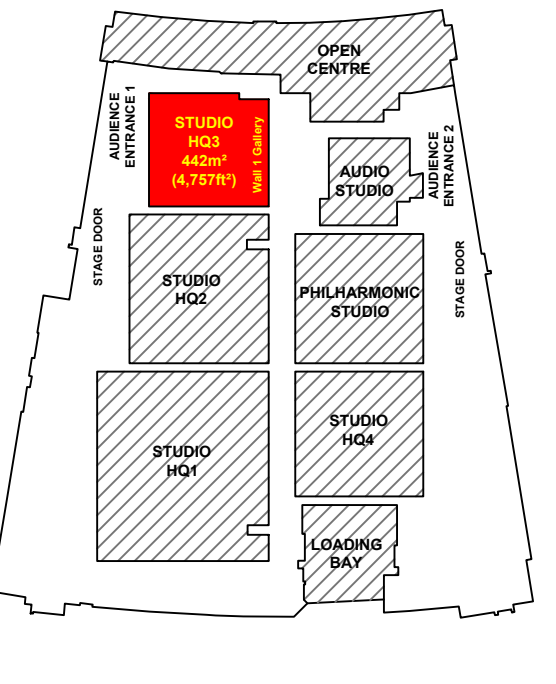 OPEN
CENTRE
AUDIENCE
ENTRANCE 1
STUDIO
HQ3
442m²
(4,757ft²)
Wall 1 Gallery
AUDIO
STUDIO
AUDIENCE
ENTRANCE 2
STAGE DOOR
STUDIO
HQ2
PHILHARMONIC
STUDIO
STAGE DOOR
STUDIO
HQ1
STUDIO
HQ4
LOADING
BAY